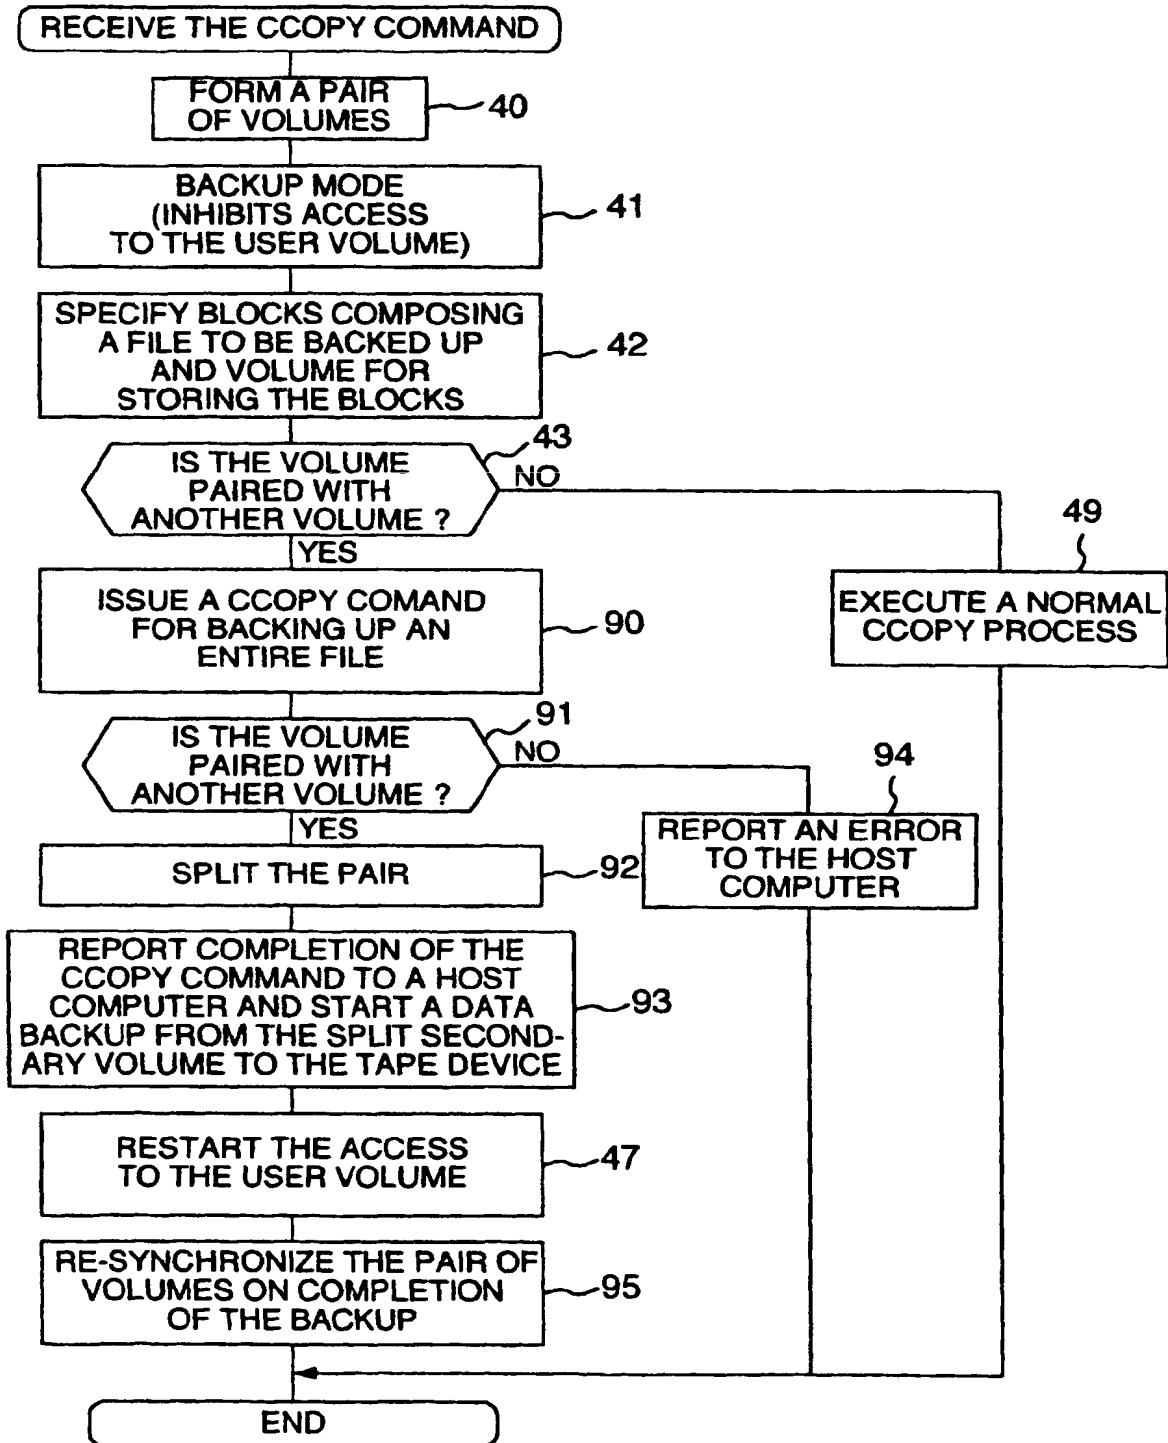 RECEIVE THE CCOPY COMMAND
FORM A PAIR
OF VOLUMES
40
BACKUP MODE
(INHIBITS ACCESS
TO THE USER VOLUME)
41
SPECIFY BLOCKS COMPOSING
A FILE TO BE BACKED UP
AND VOLUME FOR
STORING THE BLOCKS
42
IS THE VOLUME
PAIRED WITH
ANOTHER VOLUME ?
43
NO
YES
49
EXECUTE A NORMAL
CCOPY PROCESS
ISSUE A CCOPY COMAND
FOR BACKING UP AN
ENTIRE FILE
90
IS THE VOLUME
PAIRED WITH
ANOTHER VOLUME ?
91
NO
YES
94
REPORT AN ERROR
TO THE HOST
COMPUTER
SPLIT THE PAIR
92
REPORT COMPLETION OF THE
CCOPY COMMAND TO A HOST
COMPUTER AND START A DATA
BACKUP FROM THE SPLIT SECOND-
ARY VOLUME TO THE TAPE DEVICE
93
RESTART THE ACCESS
TO THE USER VOLUME
47
RE-SYNCHRONIZE THE PAIR OF
VOLUMES ON COMPLETION
OF THE BACKUP
95
END